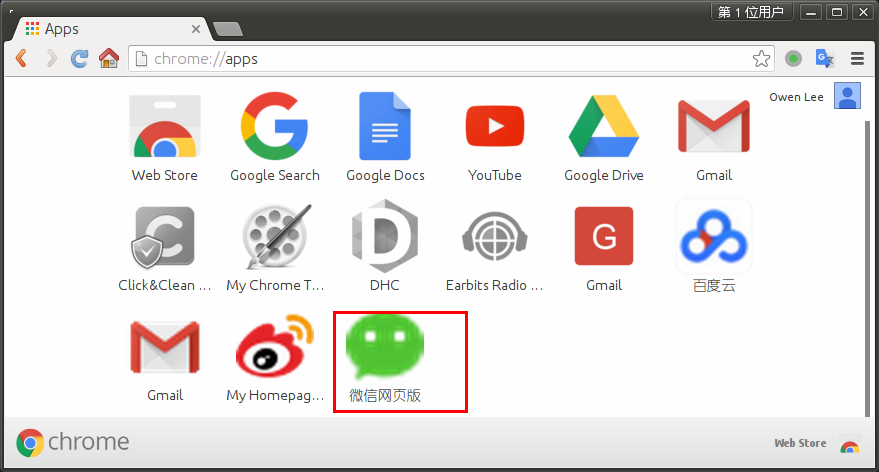 第 1 位用户
Apps
chrome://apps
Owen Lee
Web Store
Google Search
Google Docs
YouTube
Google Drive
Gmail
Click&Clean ...
My Chrome T...
DHC
Earbits Radio ...
G
Gmail
百度云
Gmail
My Homepag...
微信网页版
chrome
Web Store